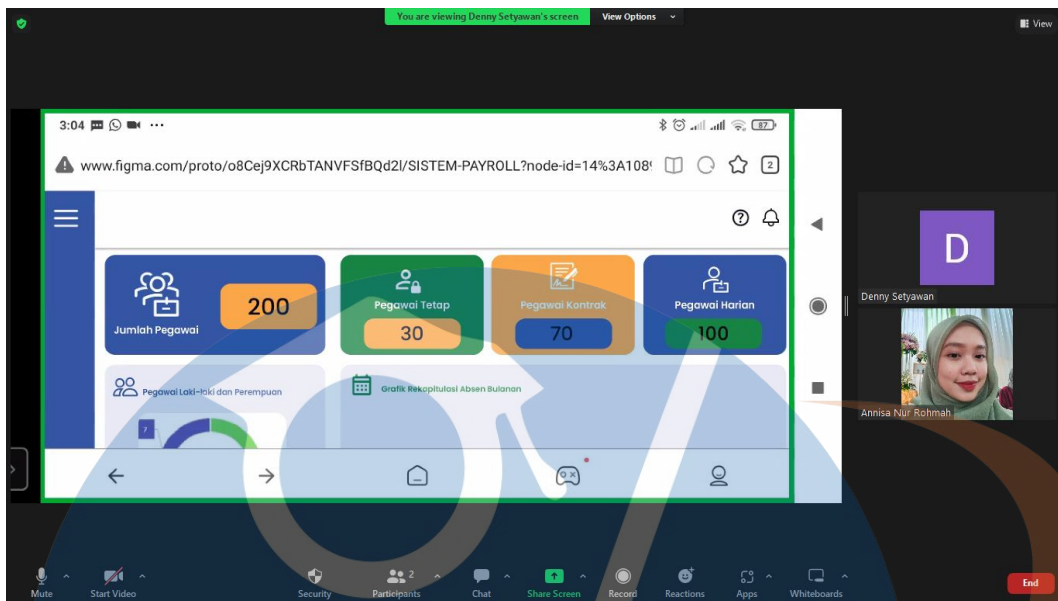 You are viewing Denny Setyawan's screen
View Options
View
3:04
87
www.figma.com/proto/o8Cej9XCRbTANVFSfBQd2l/SISTEM-PAYROLL?node-id=14%3A108
2
Jumlah Pegawai
200
Pegawai Tetap
30
Pegawai Kontrak
70
Pegawai Harian
100
Pegawai Laki-laki dan Perempuan
7
Grafik Rekapitulasi Absen Bulanan
D
Denny Setyawan
Annisa Nur Rohmah
Mute
Start Video
Security
Participants
2
Chat
Share Screen
Record
Reactions
Apps
Whiteboards
End